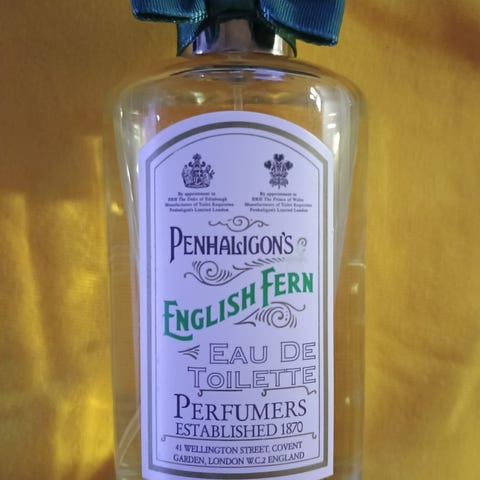 By appointment to
HRH The Duke of Edinburgh
Manufacturers of Toilet Requisites
Penhaligon's Limited London
By appointment to
HRH The Prince of Wales
Manufacturers of Toilet Requisites
Penhaligon's Limited London
PENHALIGON'S
ENGLISH FERN
EAU DE
TOILETTE
PERFUMERS
ESTABLISHED 1870
41 WELLINGTON STREET, COVENT
GARDEN, LONDON W.C.2 ENGLAND